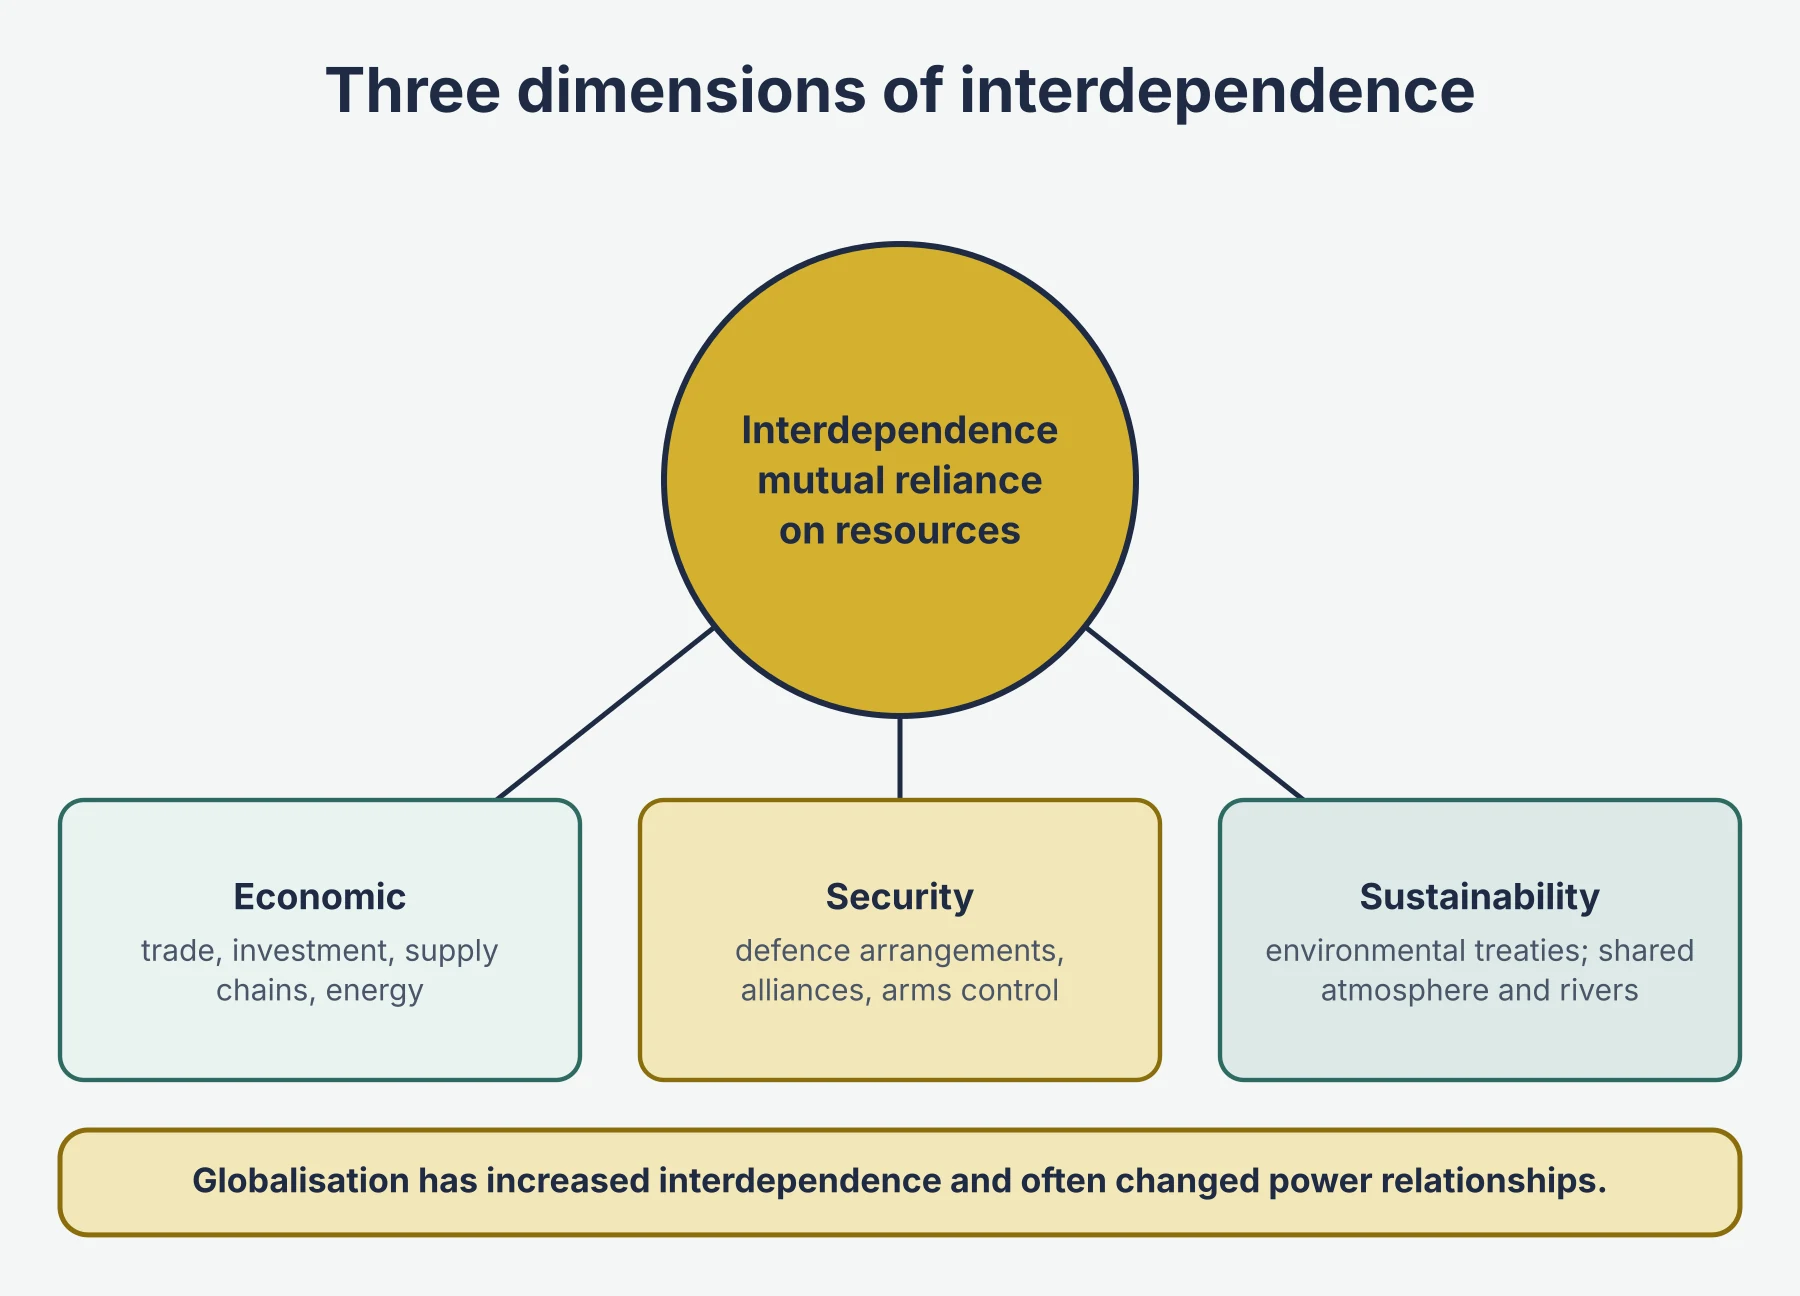 Three dimensions of interdependence
Interdependence
mutual reliance
on resources
Economic
trade, investment, supply
chains, energy
Security
defence arrangements,
alliances, arms control
Sustainability
environmental treaties; shared
atmosphere and rivers
Globalisation has increased interdependence and often changed power relationships.